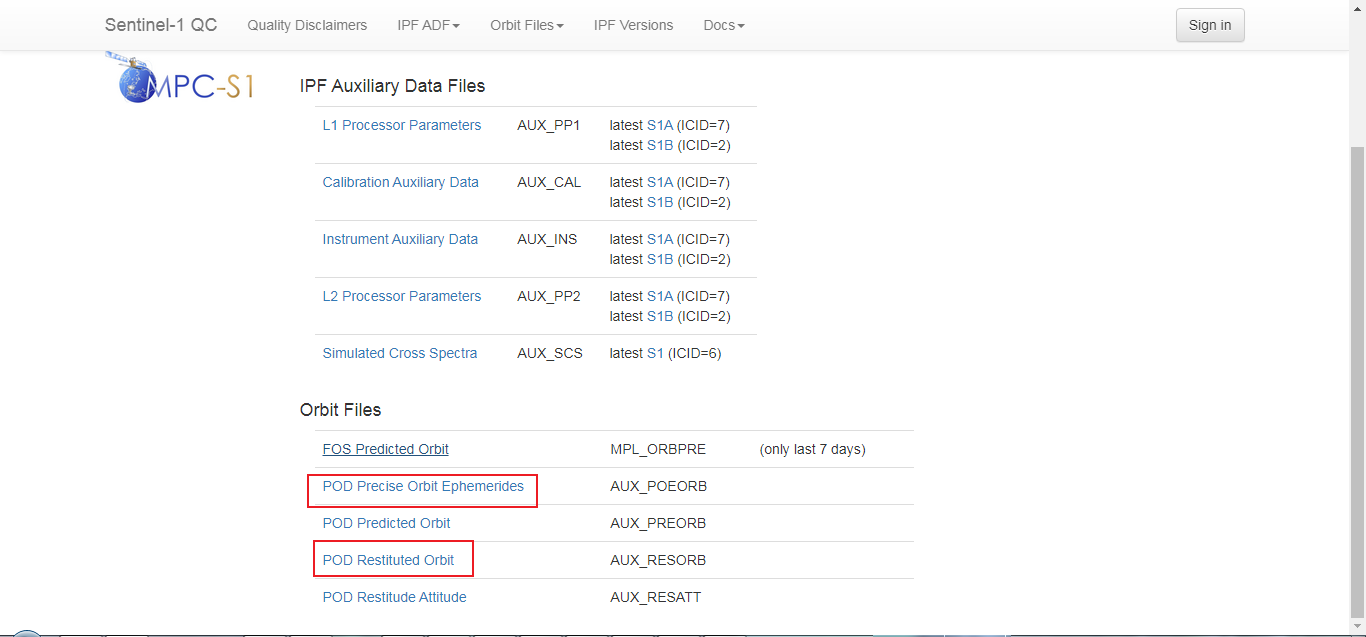 Sentinel-1 QC Quality Disclaimers IPF ADF Orbit Files IPF Versions Docs Sign in
MPC-S1
IPF Auxiliary Data Files
L1 Processor Parameters AUX_PP1 latest S1A (ICID=7)
latest S1B (ICID=2)
Calibration Auxiliary Data AUX_CAL latest S1A (ICID=7)
latest S1B (ICID=2)
Instrument Auxiliary Data AUX_INS latest S1A (ICID=7)
latest S1B (ICID=2)
L2 Processor Parameters AUX_PP2 latest S1A (ICID=7)
latest S1B (ICID=2)
Simulated Cross Spectra AUX_SCS latest S1 (ICID=6)
Orbit Files
FOS Predicted Orbit MPL_ORBPRE (only last 7 days)
POD Precise Orbit Ephemerides AUX_POEORB
POD Predicted Orbit AUX_PREORB
POD Restituted Orbit AUX_RESORB
POD Restitude Attitude AUX_RESATT